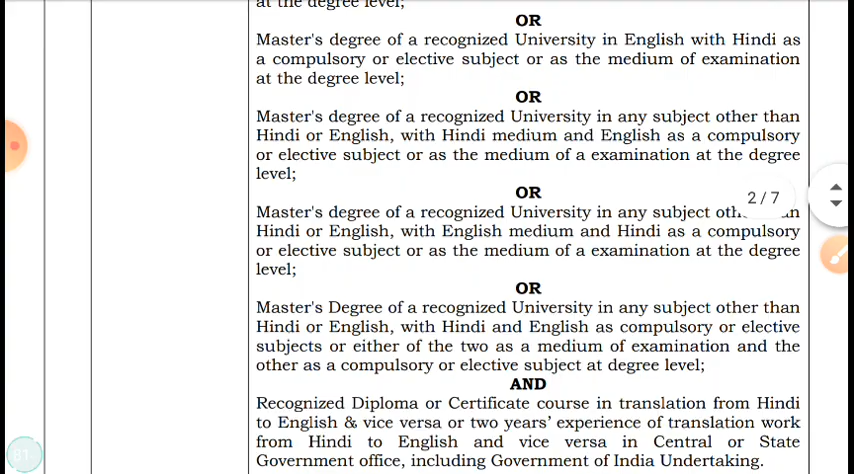 at the degree level;
OR
Master's degree of a recognized University in English with Hindi as
a compulsory or elective subject or as the medium of examination
at the degree level;
OR
Master's degree of a recognized University in any subject other than
Hindi or English, with Hindi medium and English as a compulsory
or elective subject or as the medium of a examination at the degree
level;
OR
2/7
Master's degree of a recognized University in any subject
Hindi or English, with English medium and Hindi as a compulsory
or elective subject or as the medium of a examination at the degree
level;
OR
Master's Degree of a recognized University in any subject other than
Hindi or English, with Hindi and English as compulsory or elective
subjects or either of the two as a medium of examination and the
other as a compulsory or elective subject at degree level;
AND
Recognized Diploma or Certificate course in translation from Hindi
to English & vice versa or two years' experience of translation work
from Hindi to English and vice versa in Central or State
Government office, including Government of India Undertaking.
81